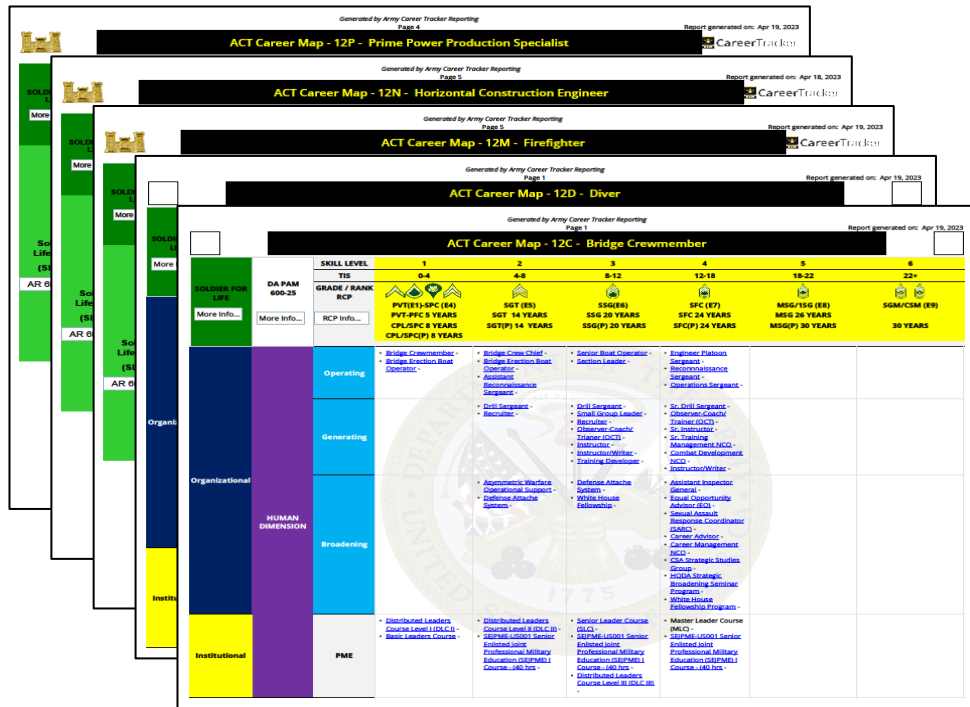 Generated by Army Career Tracker Reporting
Page 4
Report generated on: Apr 19, 2023
ACT Career Map - 12P - Prime Power Production Specialist
CareerTracker
Generated by Army Career Tracker Reporting
Page 5
Report generated on: Apr 18, 2023
ACT Career Map - 12N - Horizontal Construction Engineer
CareerTracker
Generated by Army Career Tracker Reporting
Page 5
Report generated on: Apr 19, 2023
ACT Career Map - 12M - Firefighter
CareerTracker
Generated by Army Career Tracker Reporting
Page 1
Report generated on: Apr 19, 2023
ACT Career Map - 12D - Diver
Generated by Army Career Tracker Reporting
Page 1
Report generated on: Apr 19, 2023
ACT Career Map - 12C - Bridge Crewmember
SOLDIER FOR
LIFE
More Info...
DA PAM
600-25
More Info...
SKILL LEVEL
1
2
3
4
5
6
TIS
0-4
4-8
8-12
12-18
18-22
22+
GRADE / RANK
RCP
RCP Info...
PVT(E1)-SPC (E4)
PVT-PFC 5 YEARS
CPL/SPC 8 YEARS
CPL/SPC(P) 8 YEARS
SGT (E5)
SGT 14 YEARS
SGT(P) 14 YEARS
SSG(E6)
SSG 20 YEARS
SSG(P) 20 YEARS
SFC (E7)
SFC 24 YEARS
SFC(P) 24 YEARS
MSG/1SG (E8)
MSG 26 YEARS
MSG(P) 30 YEARS
SGM/CSM (E9)
30 YEARS
Organizational
HUMAN
DIMENSION
Operating
• Bridge Crewmember -
• Bridge Erection Boat
Operator -
• Bridge Crew Chief -
• Bridge Erection Boat
Operator -
• Assistant
Reconnaissance
Sergeant -
• Senior Boat Operator -
• Section Leader -
• Engineer Platoon
Sergeant -
• Reconnnaissance
Sergeant -
• Operations Sergeant -
Generating
• Drill Sergeant -
• Recruiter -
• Drill Sergeant -
• Small Group Leader -
• Recruiter -
• Observer-Coach/
Trianer (OCT) -
• Instructor -
• Instructor/Writer -
• Training Developer -
• Sr. Drill Sergeant -
• Observer-Coach/
Trainer (OCT) -
• Sr. Instructor -
• Sr. Training
Management NCO -
• Combat Development
NCO -
• Instructor/Writer -
Broadening
• Asymmetric Warfare
Operational Support -
• Defense Attache
System -
• Defense Attache
System -
• White House
Fellowship -
• Assistant Inspector
General -
• Equal Opportunity
Advisor (EO) -
• Sexual Assault
Response Coordinator
(SARC) -
• Career Advisor -
• Career Management
NCO -
• CSA Strategic Studies
Group -
• HQDA Strategic
Broadening Seminar
Program -
• White House
Fellowship Program -
Institutional
PME
• Distributed Leaders
Course Level I (DLC I) -
• Basic Leaders Course -
• Distributed Leaders
Course Level II (DLC II) -
• SEJPME-US001 Senior
Enlisted Joint
Professional Military
Education (SEJPME) I
Course - (40 hrs -
• Senior Leader Course
(SLC) -
• SEJPME-US001 Senior
Enlisted Joint
Professional Military
Education (SEJPME) I
Course - (40 hrs -
• Distributed Leaders
Course Level III (DLC III)
-
• Master Leader Course
(MLC) -
• SEJPME-US001 Senior
Enlisted Joint
Professional Military
Education (SEJPME) I
Course - (40 hrs -
1775